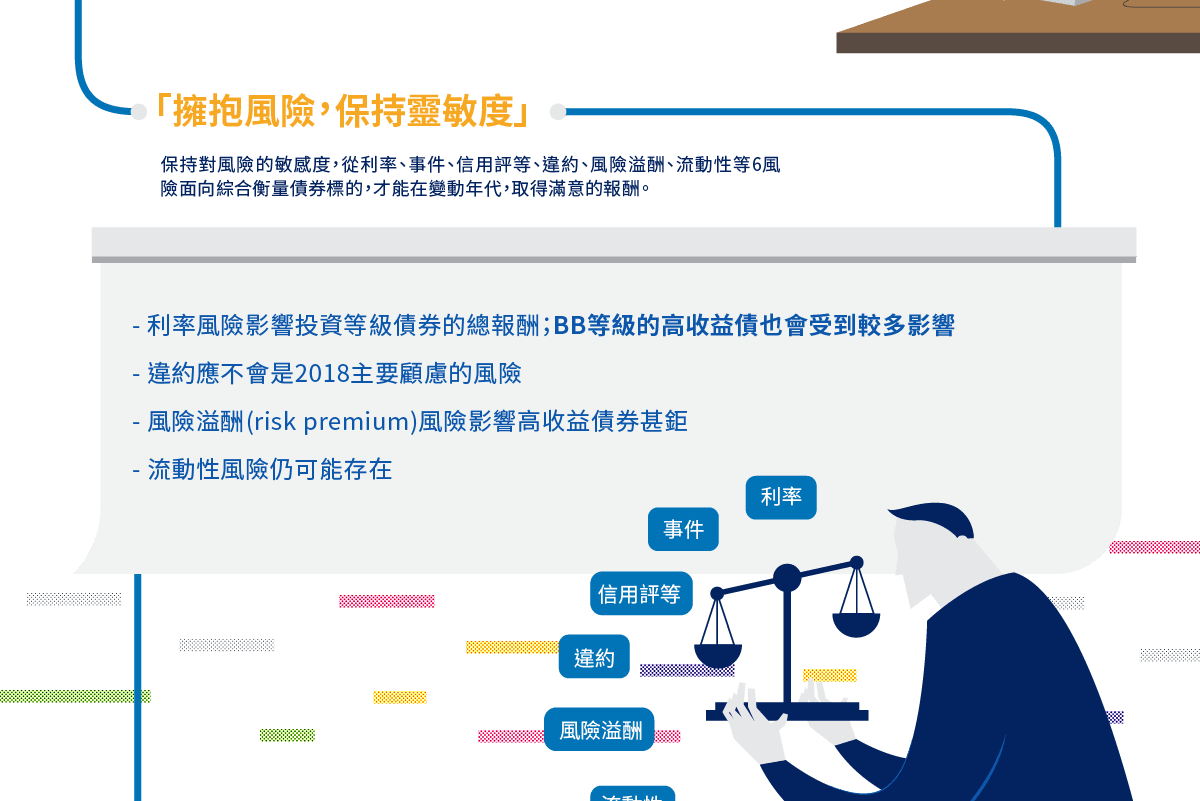 「擁抱風險，保持靈敏度」
保持對風險的敏感度，從利率、事件、信用評等、違約、風險溢酬、流動性等6風
險面向綜合衡量債券標的，才能在變動年代，取得滿意的報酬。
- 利率風險影響投資等級債券的總報酬；BB等級的高收益債也會受到較多影響
- 違約應不會是2018主要顧慮的風險
- 風險溢酬(risk premium)風險影響高收益債券甚鉅
- 流動性風險仍可能存在
利率
事件
信用評等
違約
風險溢酬
流動性